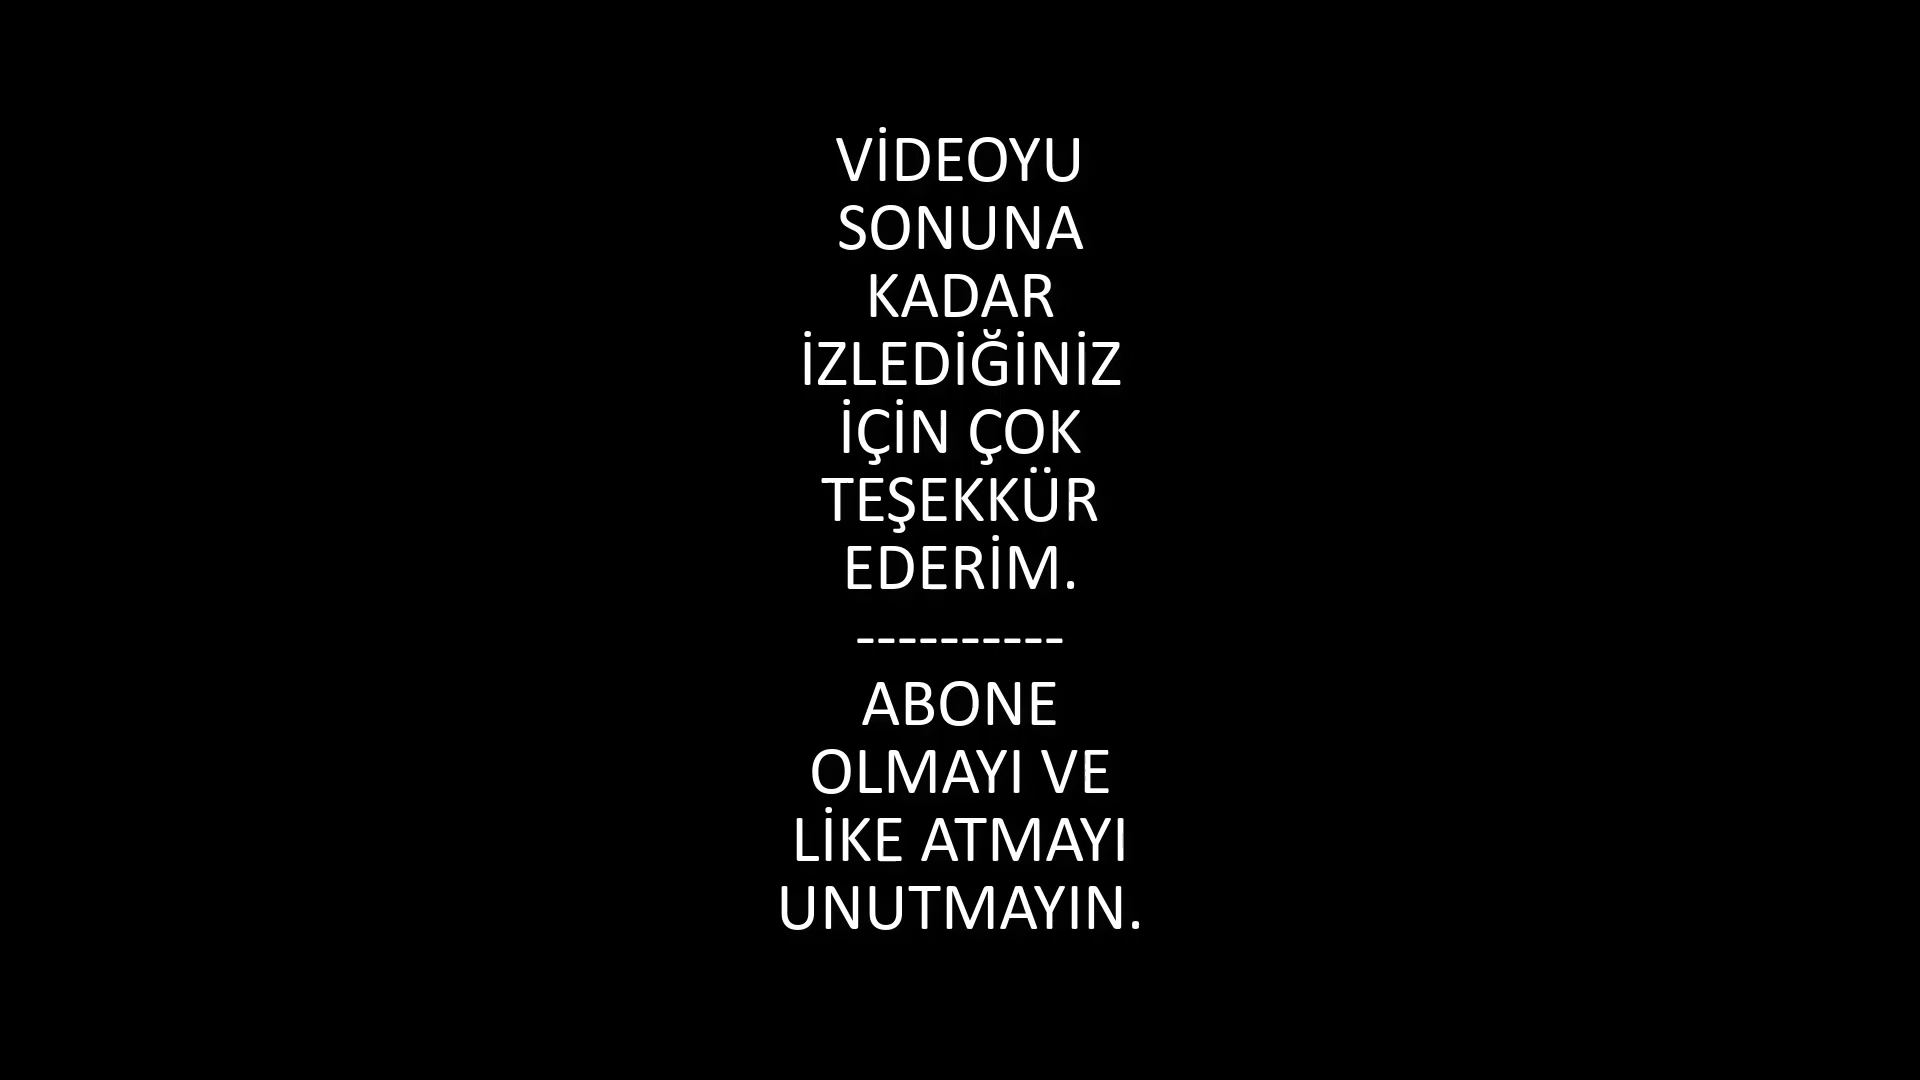 VİDEOYU
SONUNA
KADAR
İZLEDİĞİNİZ
İÇİN ÇOK
TEŞEKKÜR
EDERİM.
----------
ABONE
OLMAYI VE
LİKE ATMAYI
UNUTMAYIN.